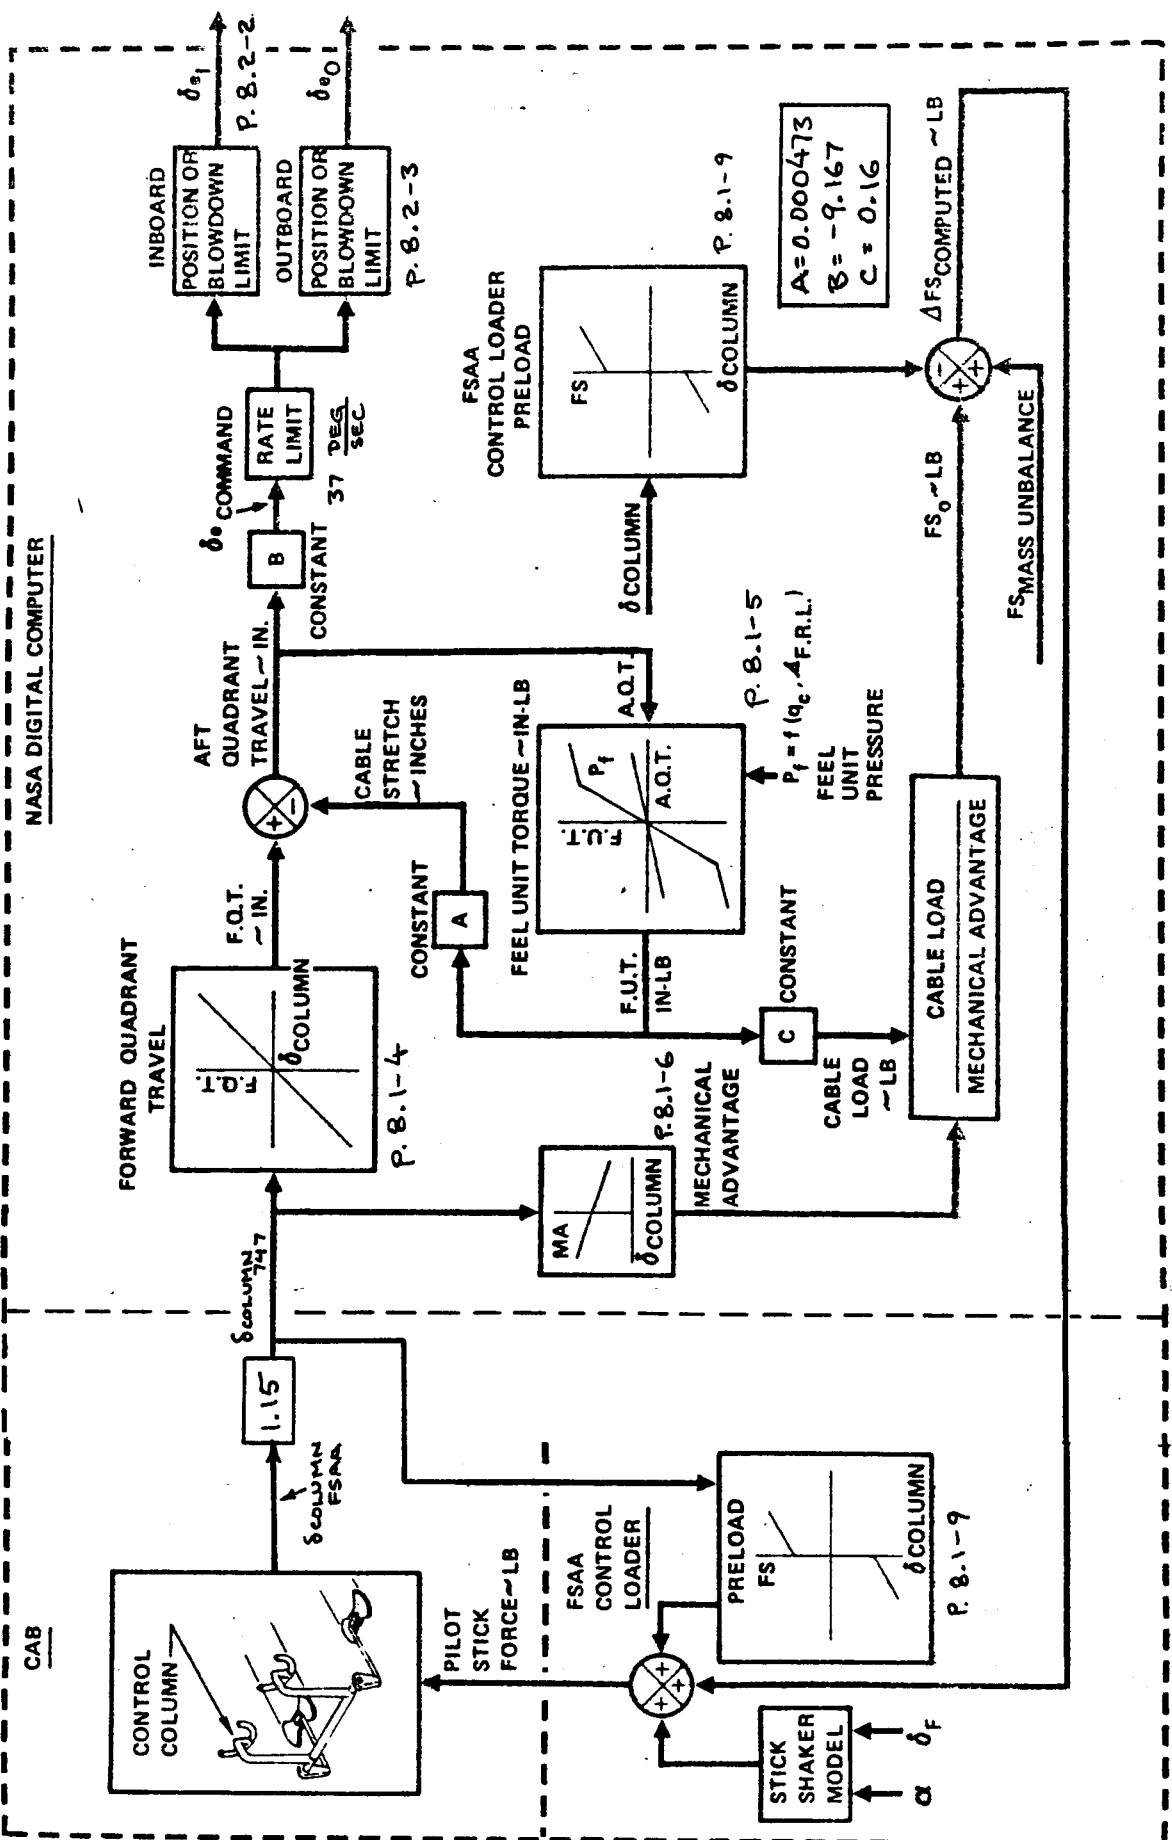 NASA DIGITAL COMPUTER
CAB
CONTROL
COLUMN
δCOLUMN
FSAA
1.15
δCOLUMN
747
FORWARD QUADRANT
TRAVEL
F.Q.T.
δCOLUMN
P. 8.1-4
F.Q.T.
~ IN.
+
-
AFT
QUADRANT
TRAVEL ~ IN.
CABLE
STRETCH
~ INCHES
B
CONSTANT
δe COMMAND
RATE
LIMIT
37 DEG
SEC
INBOARD
POSITION OR
BLOWDOWN
LIMIT
δeI
P. 8.2-2
OUTBOARD
POSITION OR
BLOWDOWN
LIMIT
δeO
P. 8.2-3
CONSTANT
A
FEEL UNIT TORQUE ~ IN-LB
F.U.T.
Pf
A.Q.T.
A.Q.T.
P. 8.1-5
Pf = f (qc, ΔF.R.L.)
FEEL
UNIT
PRESSURE
F.U.T.
IN-LB
C
CONSTANT
CABLE
LOAD
~ LB
MA
δCOLUMN
P. 8.1-6
MECHANICAL
ADVANTAGE
CABLE LOAD
MECHANICAL ADVANTAGE
FSAA
CONTROL LOADER
PRELOAD
δCOLUMN
FS
δCOLUMN
P. 8.1-9
A=0.000473
B= -9.167
C = 0.16
FSO ~ LB
-
+
+
ΔFSCOMPUTED ~ LB
FSMASS UNBALANCE
PILOT
STICK
FORCE~LB
FSAA
CONTROL
LOADER
+
+
+
PRELOAD
FS
δCOLUMN
P. 8.1-9
STICK
SHAKER
MODEL
α
δF